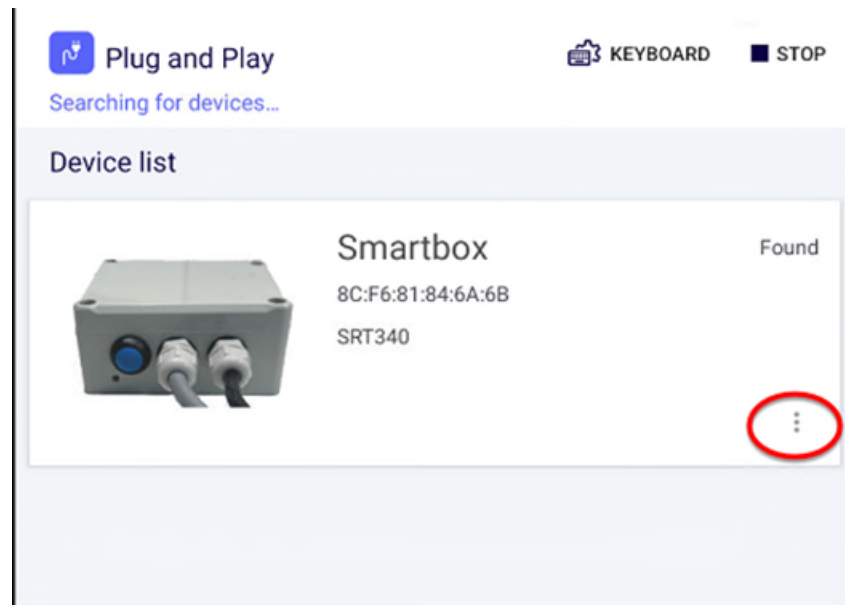 Plug and Play
KEYBOARD
STOP
Searching for devices...
Device list
Smartbox
Found
8C:F6:81:84:6A:6B
SRT340